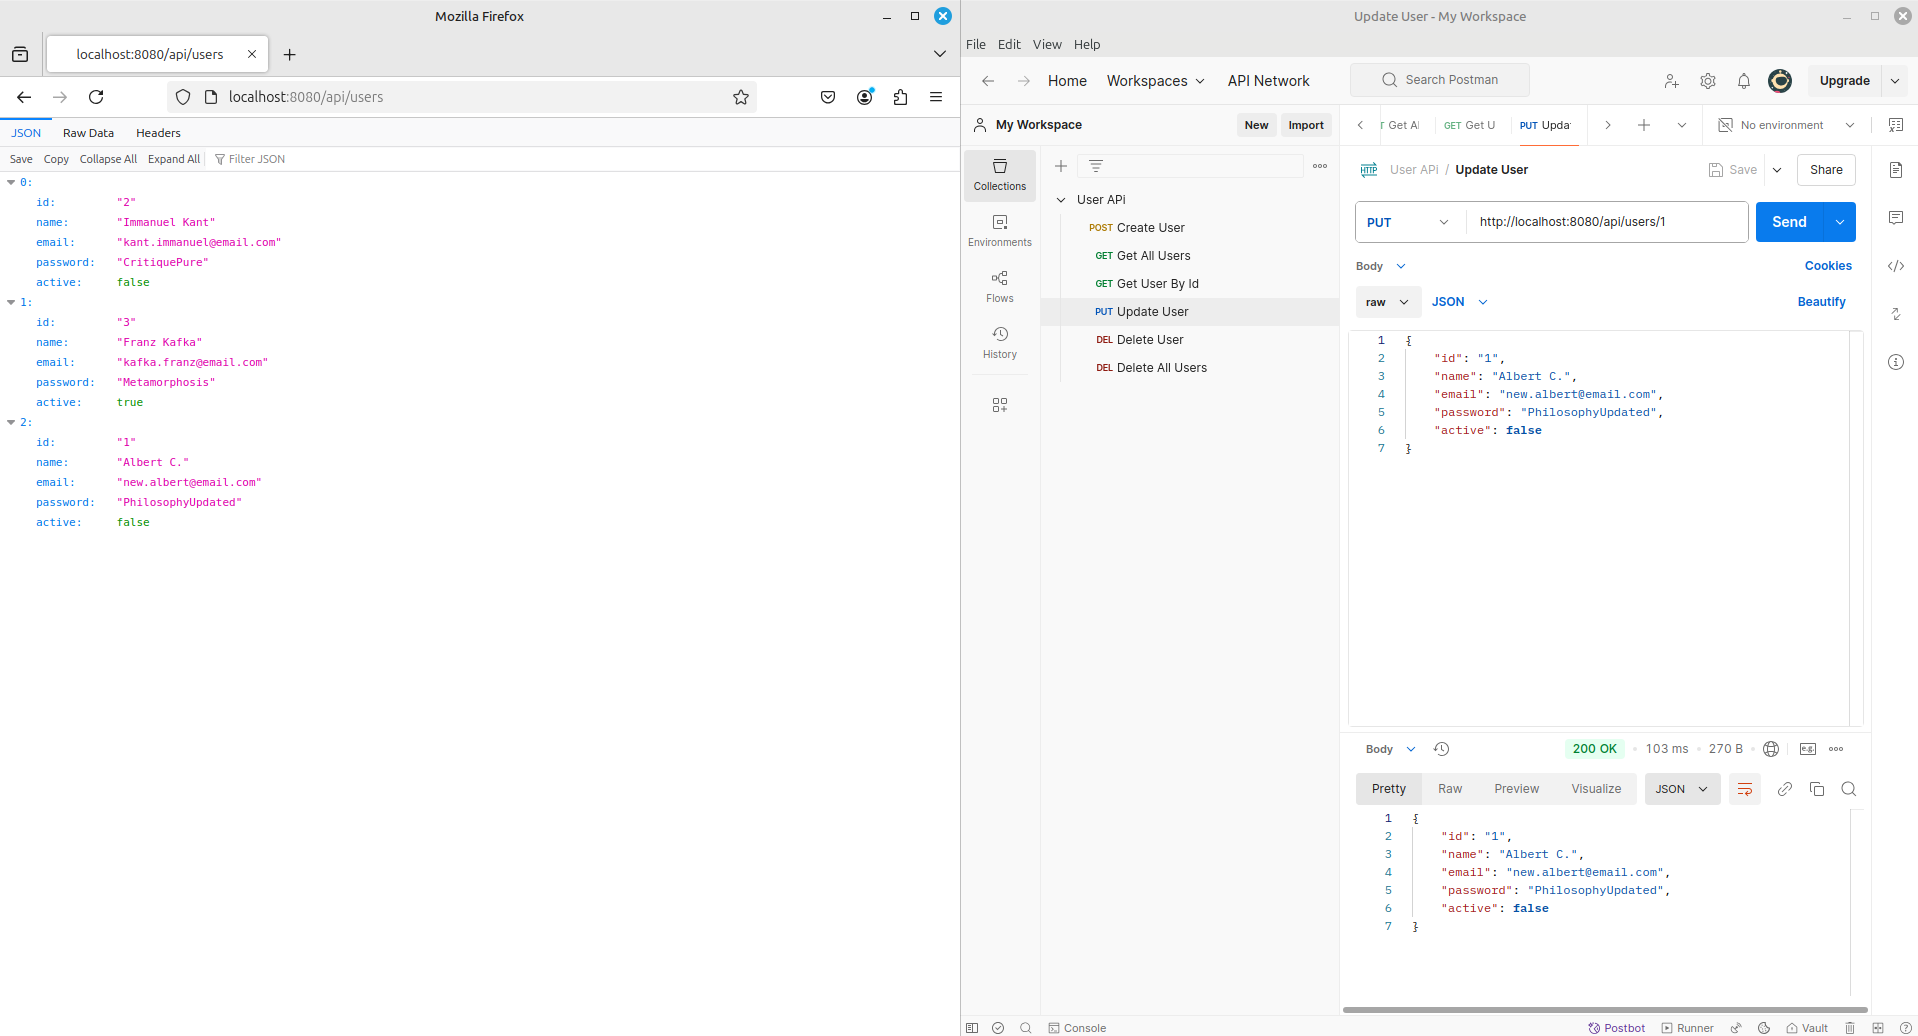 Mozilla Firefox
localhost:8080/api/users
localhost:8080/api/users
JSON Raw Data Headers
Save Copy Collapse All Expand All Filter JSON
0:
id: "2"
name: "Immanuel Kant"
email: "kant.immanuel@email.com"
password: "CritiquePure"
active: false
1:
id: "3"
name: "Franz Kafka"
email: "kafka.franz@email.com"
password: "Metamorphosis"
active: true
2:
id: "1"
name: "Albert C."
email: "new.albert@email.com"
password: "PhilosophyUpdated"
active: false
Update User - My Workspace
File Edit View Help
Home Workspaces API Network Search Postman Upgrade
My Workspace New Import
Collections
Environments
Flows
History
User APi
POST Create User
GET Get All Users
GET Get User By Id
PUT Update User
DEL Delete User
DEL Delete All Users
T Get Al GET Get U PUT Updat No environment
HTTP User APi / Update User Save Share
PUT http://localhost:8080/api/users/1 Send
Body Cookies
raw JSON Beautify
1 {
2 "id": "1",
3 "name": "Albert C.",
4 "email": "new.albert@email.com",
5 "password": "PhilosophyUpdated",
6 "active": false
7 }
Body 200 OK • 103 ms • 270 B • e.g.
Pretty Raw Preview Visualize JSON
1 {
2 "id": "1",
3 "name": "Albert C.",
4 "email": "new.albert@email.com",
5 "password": "PhilosophyUpdated",
6 "active": false
7 }
Console Postbot Runner Vault